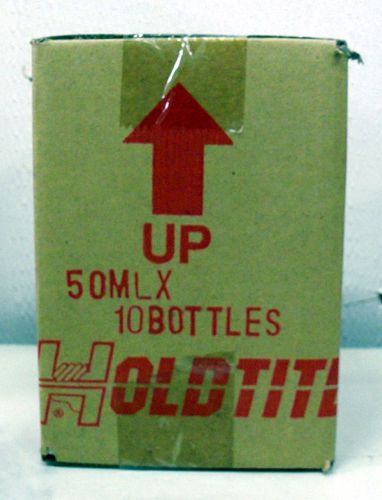 UP
50MLX
10BOTTLES
HOLDTITE
®